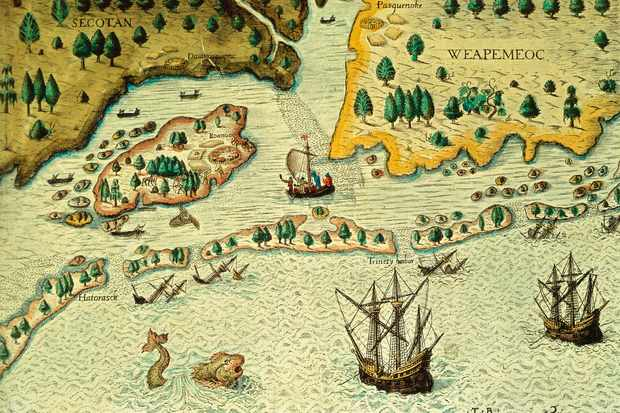 Pasquenoke
SECOTAN
WEAPEMEOC
Trinety harbor
Hatorasck
T.B.